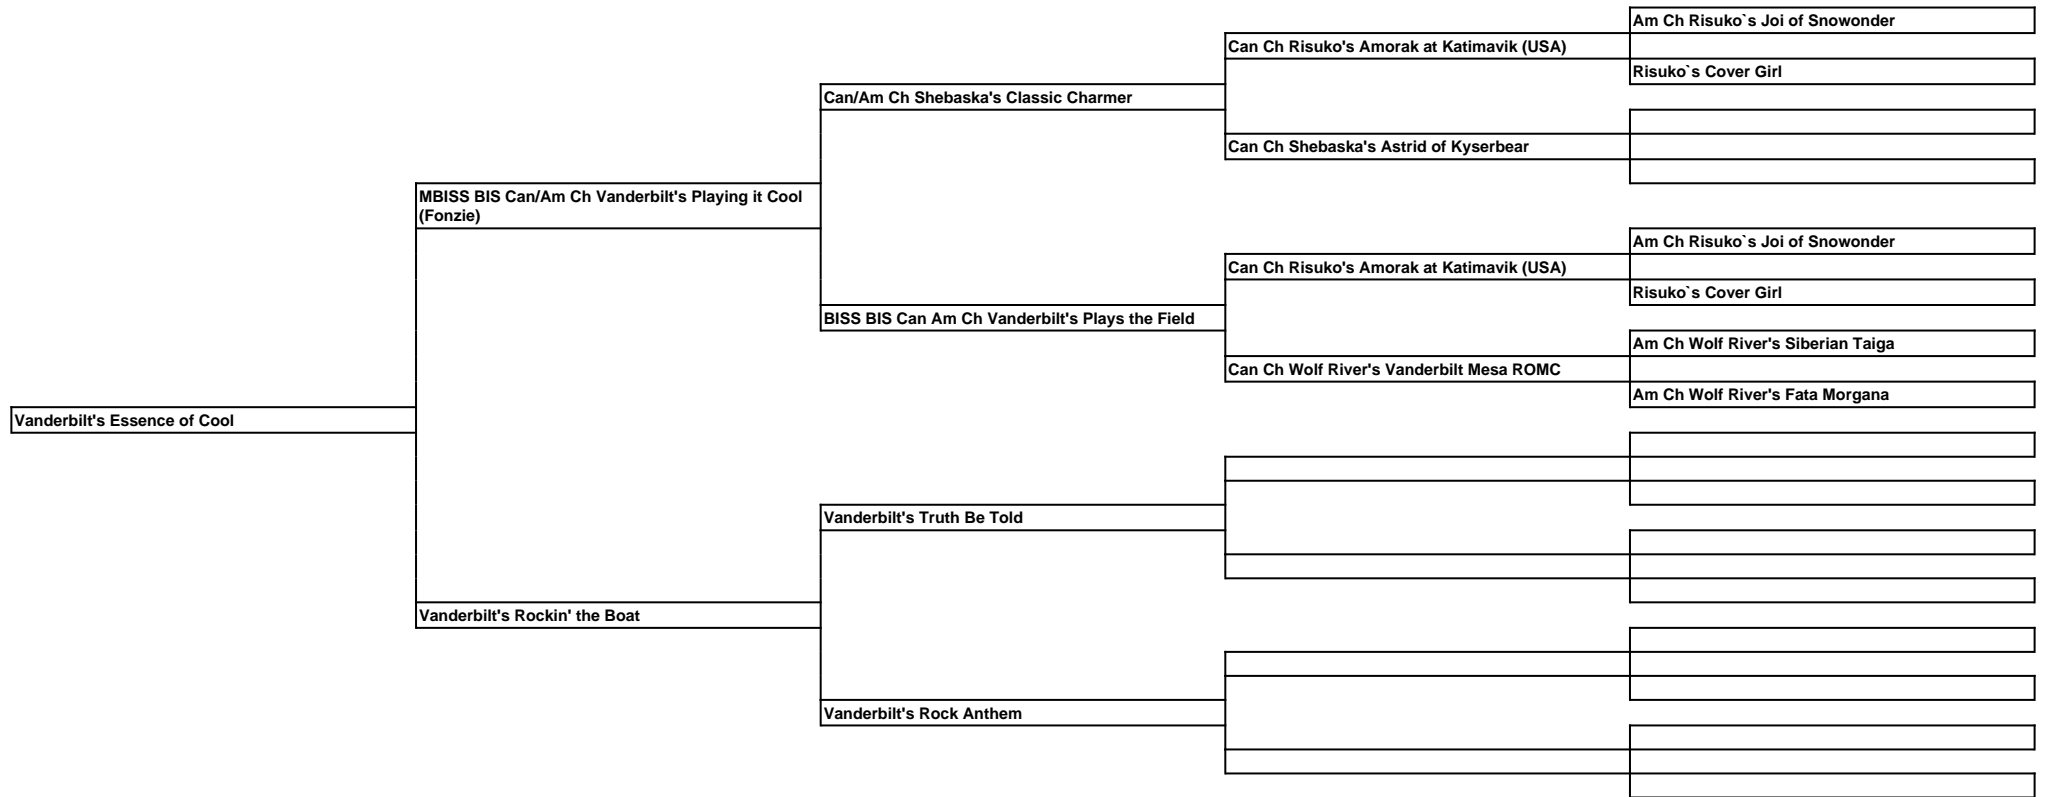 Am Ch Risuko`s Joi of Snowonder
Can Ch Risuko's Amorak at Katimavik (USA)
Risuko`s Cover Girl
Can/Am Ch Shebaska's Classic Charmer
Can Ch Shebaska's Astrid of Kyserbear
MBISS BIS Can/Am Ch Vanderbilt's Playing it Cool
(Fonzie)
Am Ch Risuko`s Joi of Snowonder
Can Ch Risuko's Amorak at Katimavik (USA)
Risuko`s Cover Girl
BISS BIS Can Am Ch Vanderbilt's Plays the Field
Am Ch Wolf River's Siberian Taiga
Can Ch Wolf River's Vanderbilt Mesa ROMC
Am Ch Wolf River's Fata Morgana
Vanderbilt's Essence of Cool
Vanderbilt's Truth Be Told
Vanderbilt's Rockin' the Boat
Vanderbilt's Rock Anthem